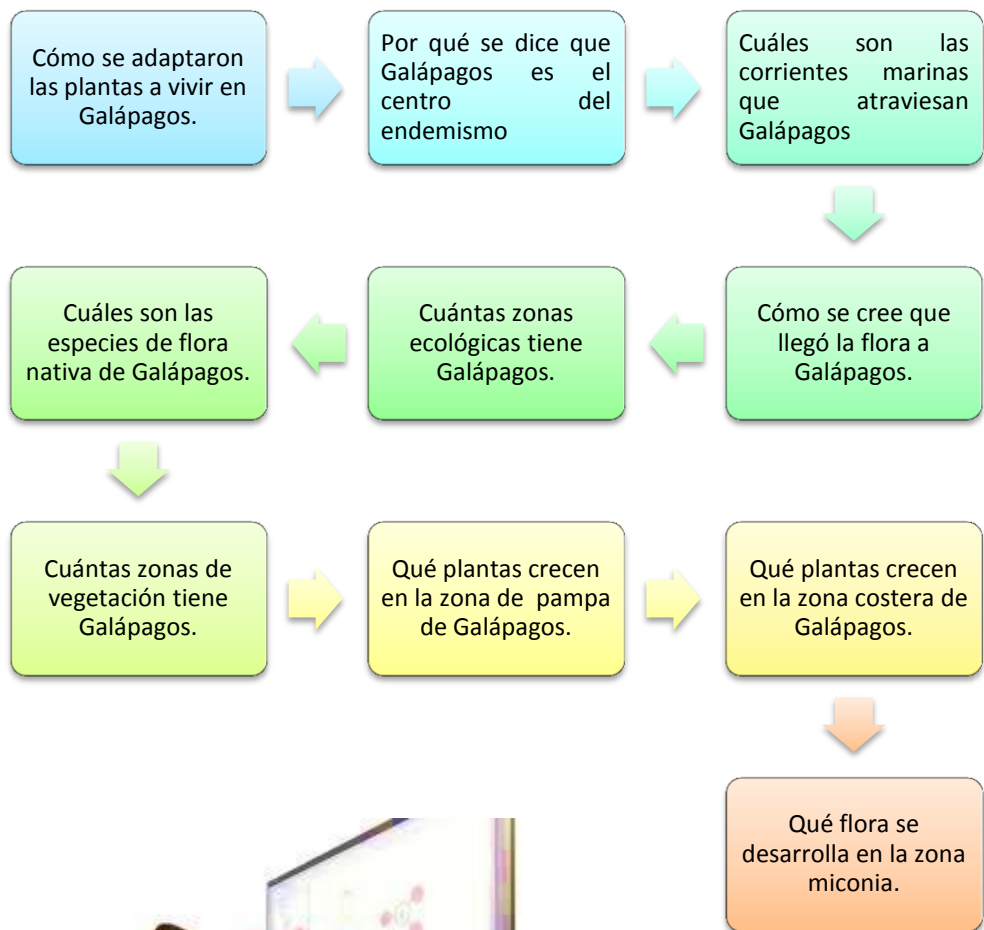 Cómo se adaptaron
las plantas a vivir en
Galápagos.
Por qué se dice que
Galápagos es el
centro del
endemismo
Cuáles son las
corrientes marinas
que atraviesan
Galápagos
Cómo se cree que
llegó la flora a
Galápagos.
Cuántas zonas
ecológicas tiene
Galápagos.
Cuáles son las
especies de flora
nativa de Galápagos.
Cuántas zonas de
vegetación tiene
Galápagos.
Qué plantas crecen
en la zona de pampa
de Galápagos.
Qué plantas crecen
en la zona costera de
Galápagos.
Qué flora se
desarrolla en la zona
miconia.